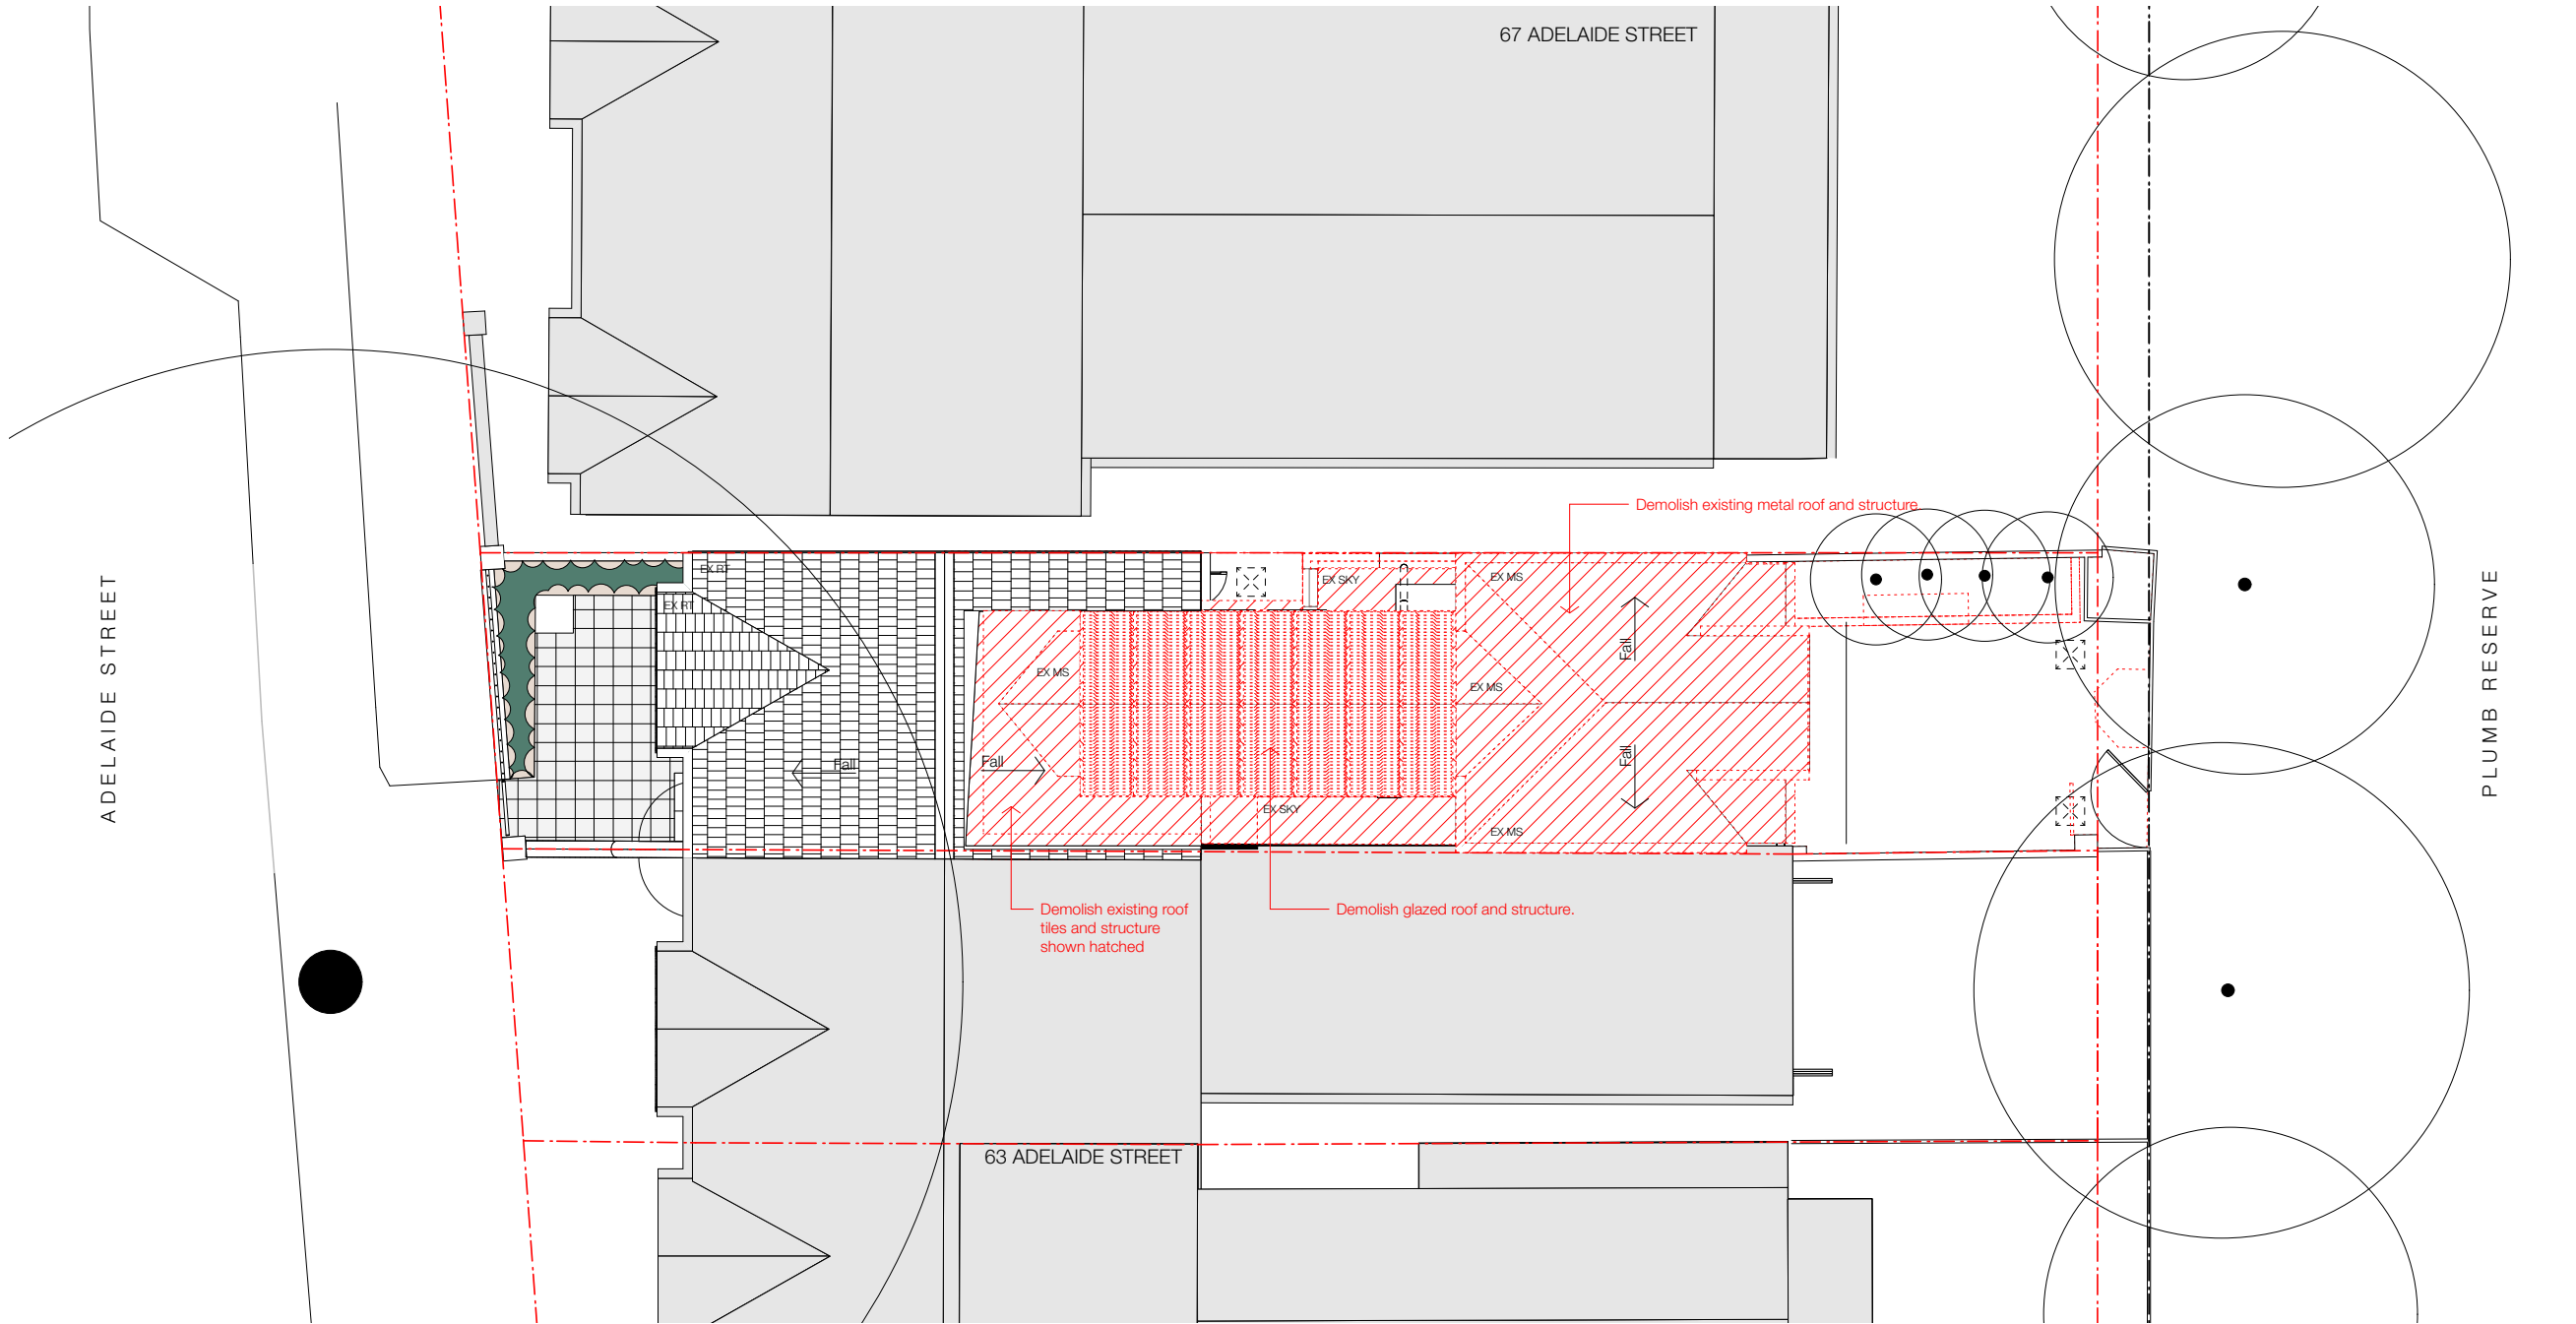 67 ADELAIDE STREET
Demolish existing metal roof and structure
EX RT
EX SKY
EX MS
EX RT
Fall
EX MS
EX MS
Fall
Fall
Fall
EX SKY
EX MS
ADELAIDE STREET
PLUMB RESERVE
Demolish existing roof
tiles and structure
shown hatched
Demolish glazed roof and structure.
63 ADELAIDE STREET